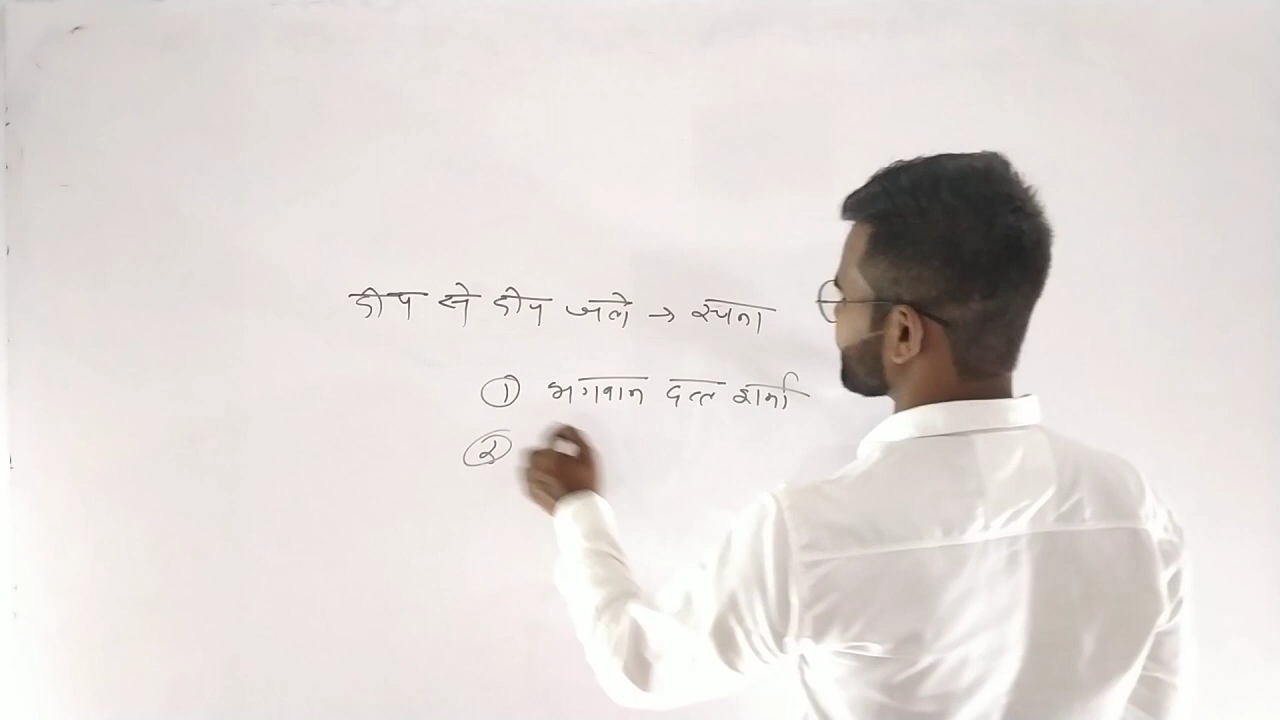 दीप से दीप जले → रचना
① भगवान दत्त शर्मा
②